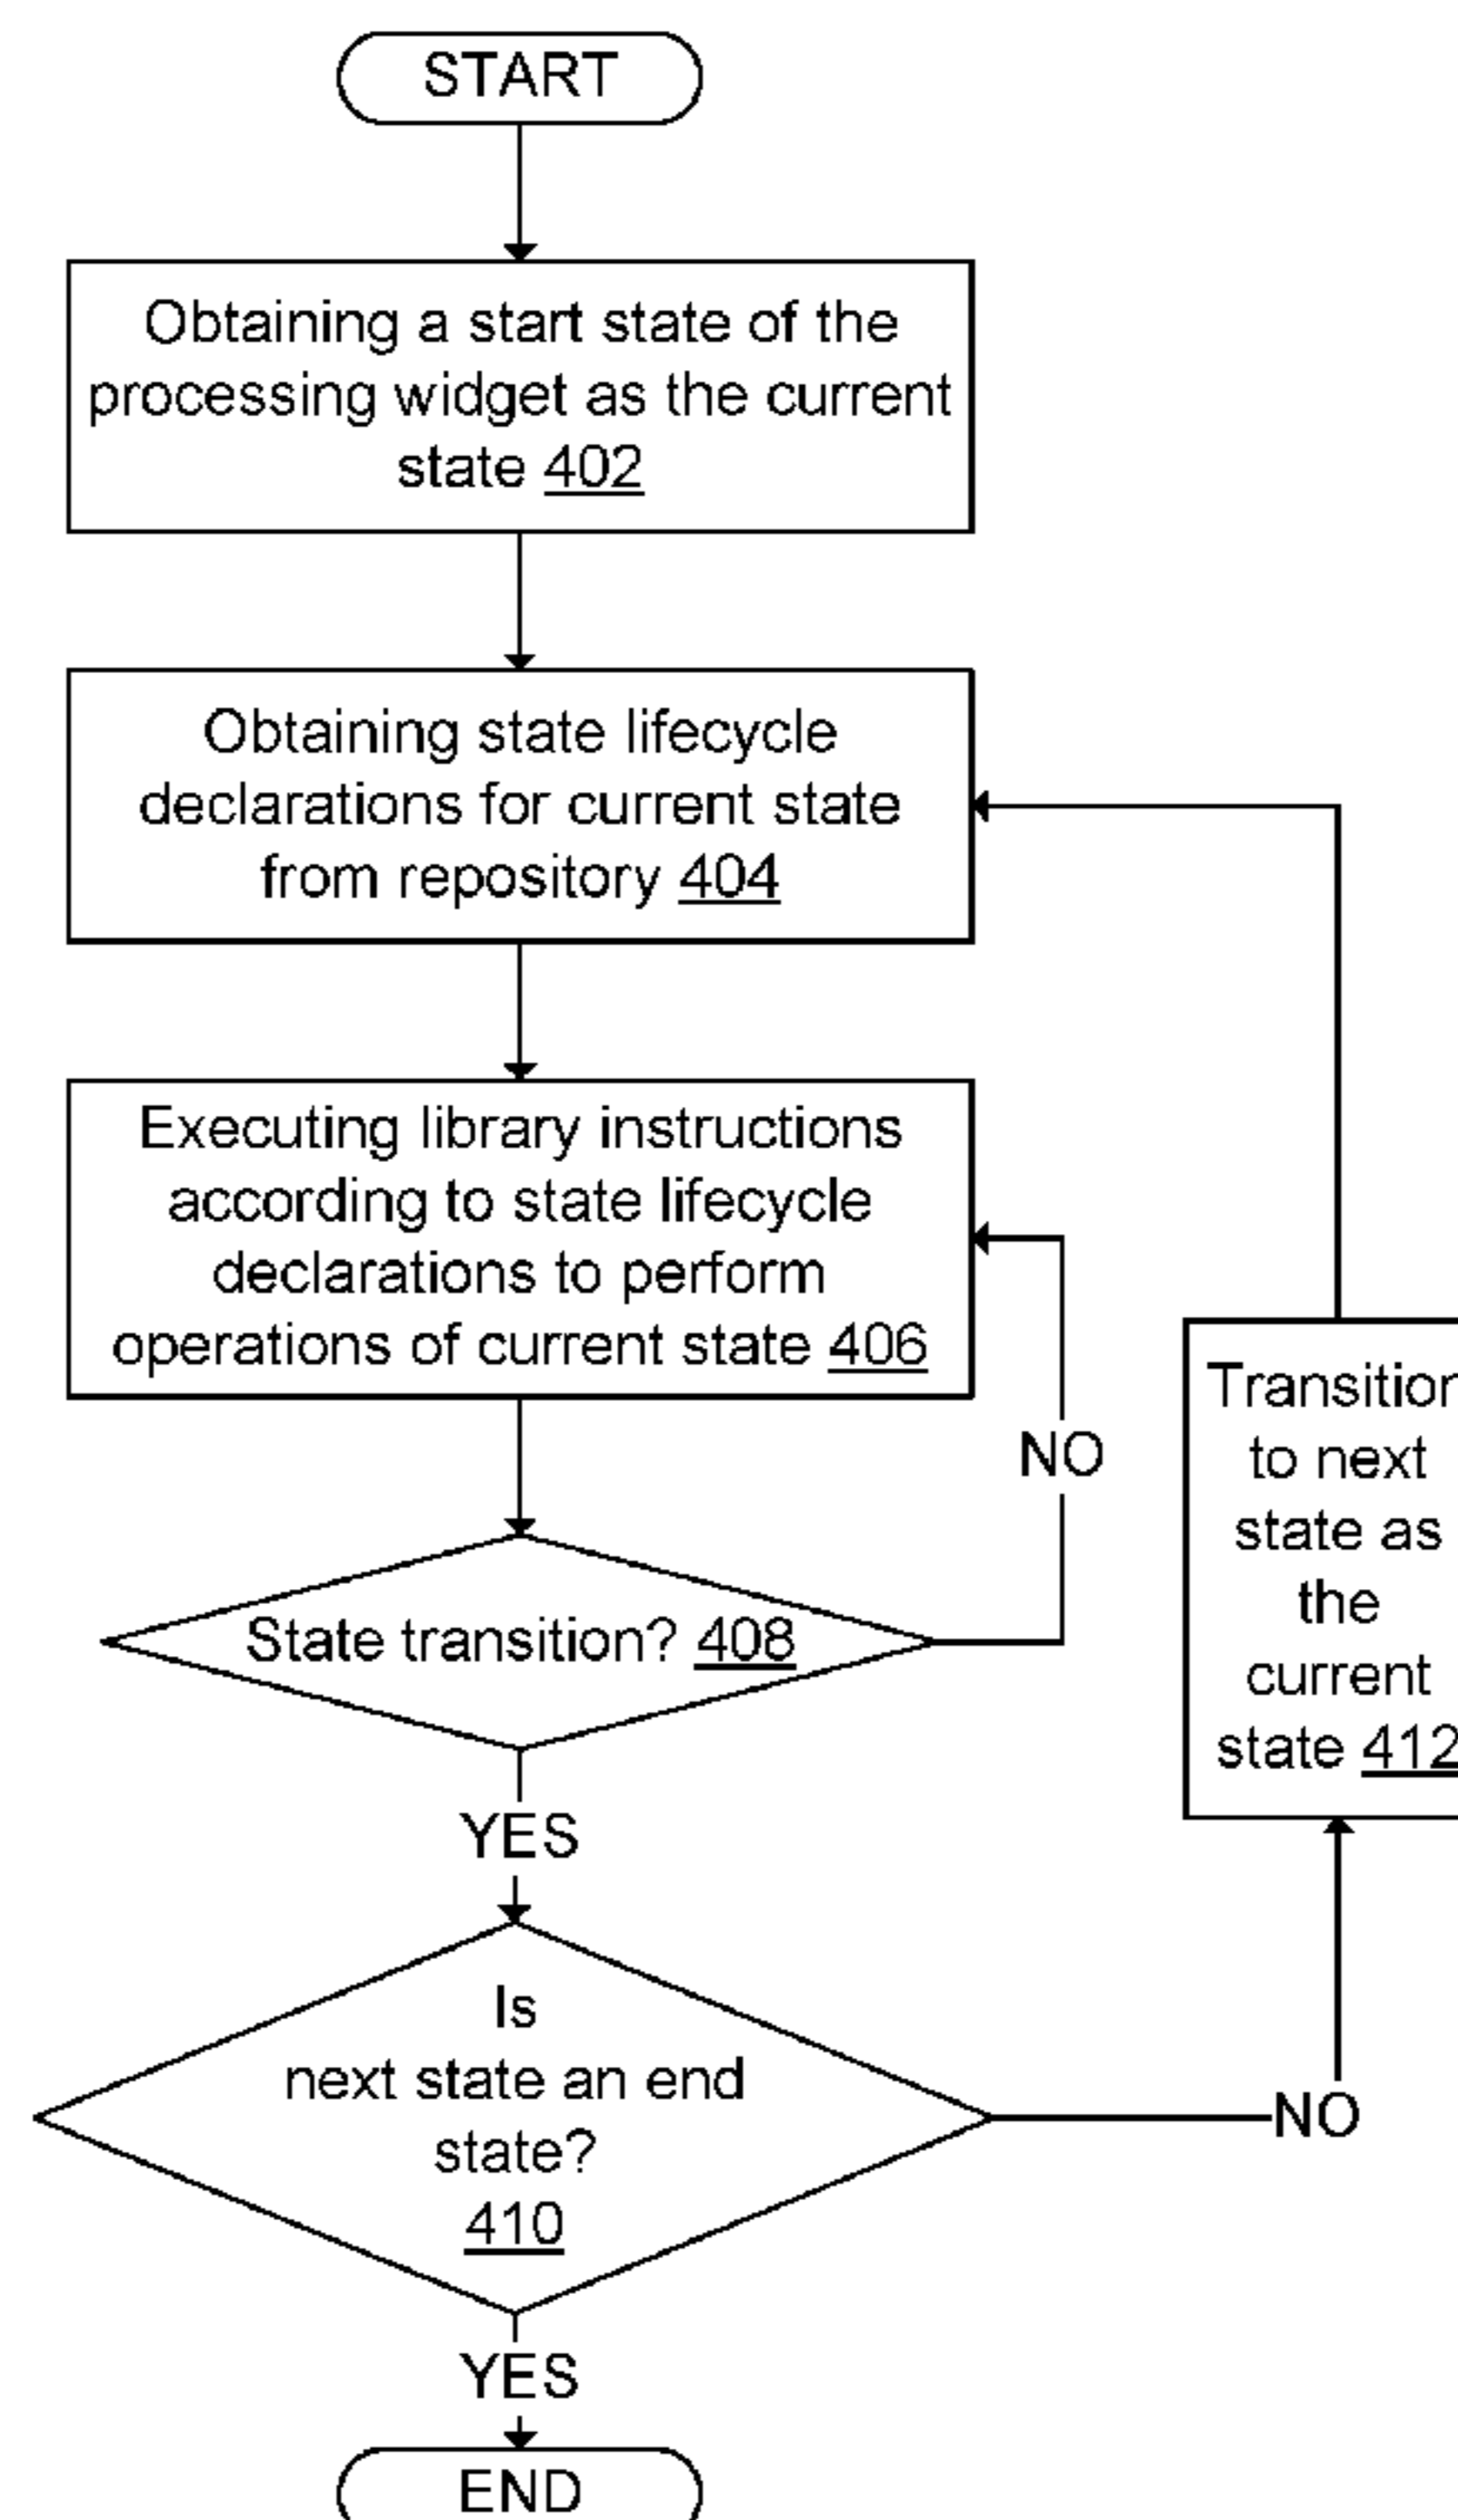 START
Obtaining a start state of the
processing widget as the current
state 402
Obtaining state lifecycle
declarations for current state
from repository 404
Executing library instructions
according to state lifecycle
declarations to perform
operations of current state 406
NO
State transition? 408
YES
Transition
to next
state as
the
current
state 412
Is
next state an end
state?
410
NO
YES
END